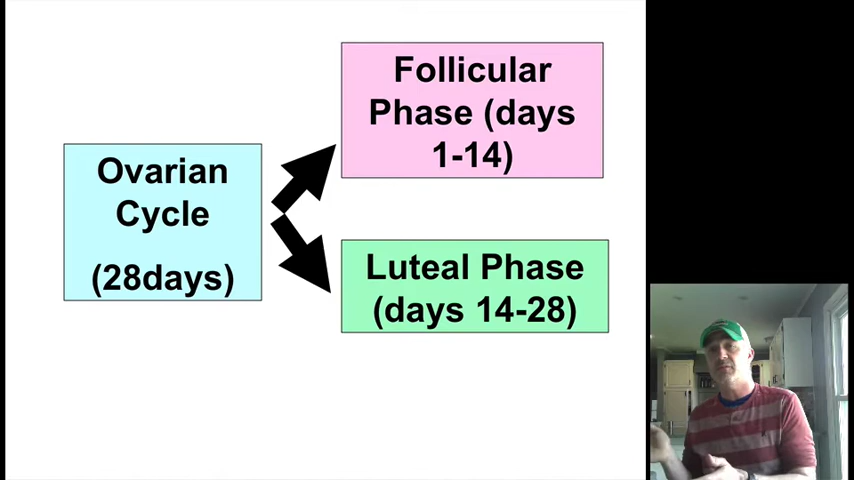 Ovarian
Cycle
(28days)
Follicular
Phase (days
1-14)
Luteal Phase
(days 14-28)